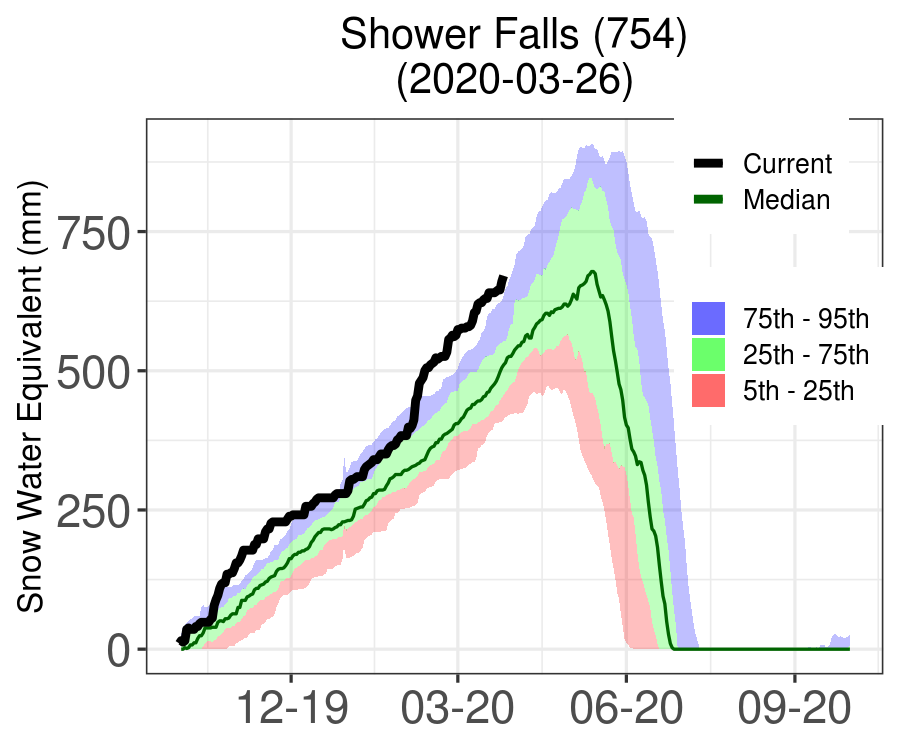 Shower Falls (754)
(2020-03-26)
Snow Water Equivalent (mm)
750
500
250
0
12-19
03-20
06-20
09-20
Current
Median
75th - 95th
25th - 75th
5th - 25th